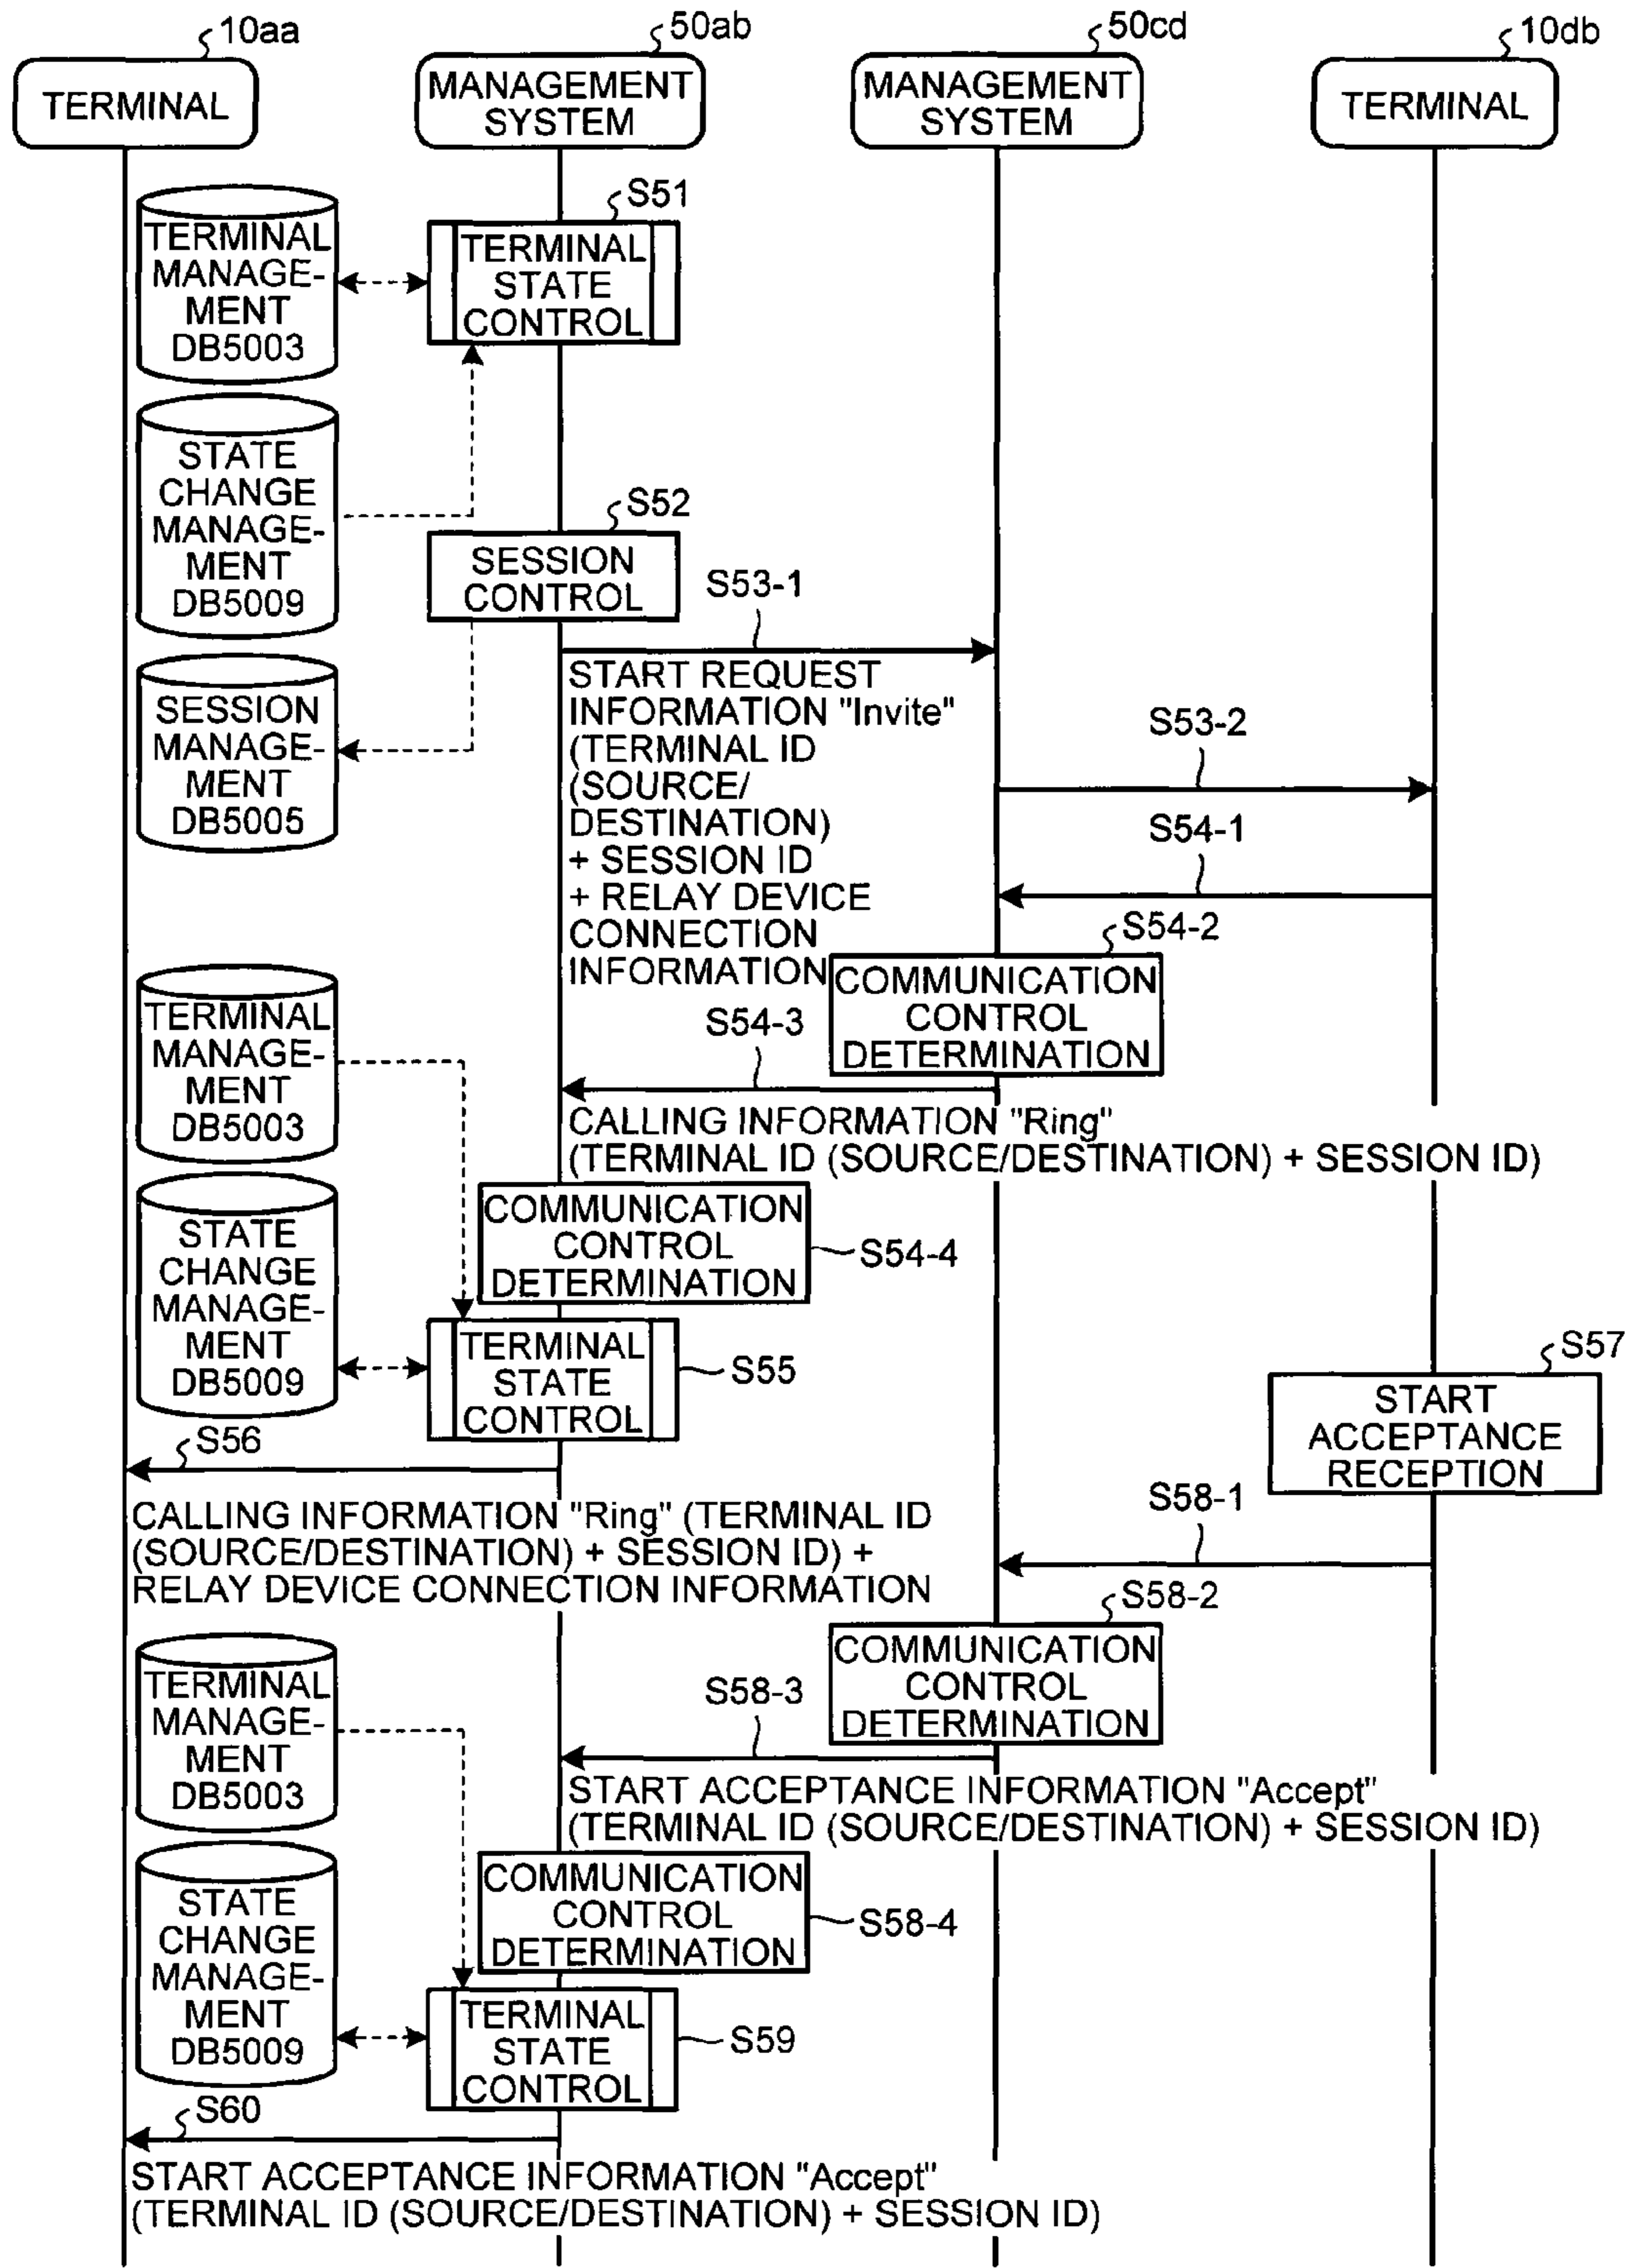 10aa
50ab
50cd
10db
TERMINAL
MANAGEMENT
SYSTEM
MANAGEMENT
SYSTEM
TERMINAL
TERMINAL
MANAGE-
MENT
DB5003
S51
TERMINAL
STATE
CONTROL
STATE
CHANGE
MANAGE-
MENT
DB5009
S52
SESSION
CONTROL
SESSION
MANAGE-
MENT
DB5005
S53-1
START REQUEST
INFORMATION "Invite"
(TERMINAL ID
(SOURCE/
DESTINATION)
+ SESSION ID
+ RELAY DEVICE
CONNECTION
INFORMATION
S53-2
S54-1
S54-2
COMMUNICATION
CONTROL
DETERMINATION
S54-3
CALLING INFORMATION "Ring"
(TERMINAL ID (SOURCE/DESTINATION) + SESSION ID)
TERMINAL
MANAGE-
MENT
DB5003
COMMUNICATION
CONTROL
DETERMINATION
S54-4
STATE
CHANGE
MANAGE-
MENT
DB5009
TERMINAL
STATE
CONTROL
S55
S56
CALLING INFORMATION "Ring" (TERMINAL ID
(SOURCE/DESTINATION) + SESSION ID) +
RELAY DEVICE CONNECTION INFORMATION
S57
START
ACCEPTANCE
RECEPTION
S58-1
S58-2
COMMUNICATION
CONTROL
DETERMINATION
S58-3
START ACCEPTANCE INFORMATION "Accept"
(TERMINAL ID (SOURCE/DESTINATION) + SESSION ID)
TERMINAL
MANAGE-
MENT
DB5003
COMMUNICATION
CONTROL
DETERMINATION
S58-4
STATE
CHANGE
MANAGE-
MENT
DB5009
TERMINAL
STATE
CONTROL
S59
S60
START ACCEPTANCE INFORMATION "Accept"
(TERMINAL ID (SOURCE/DESTINATION) + SESSION ID)